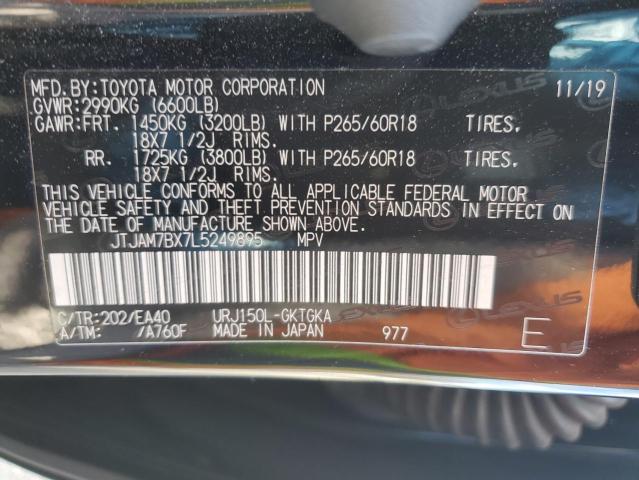 MFD.BY:TOYOTA MOTOR CORPORATION 11/19
GVWR:2990KG (6600LB)
GAWR:FRT. 1450KG (3200LB) WITH P265/60R18 TIRES.
18X7 1/2J RIMS.
RR. 1725KG (3800LB) WITH P265/60R18 TIRES.
18X7 1/2J RIMS.
THIS VEHICLE CONFORMS TO ALL APPLICABLE FEDERAL MOTOR
VEHICLE SAFETY AND THEFT PREVENTION STANDARDS IN EFFECT ON
THE DATE OF MANUFACTURE SHOWN ABOVE.
JTJAM7BX7L5249895 MPV
C/TR:202/EA40 URJ150L-GKTGKA
A/TM: /A760F MADE IN JAPAN 977 E
LEXUS
LEXUS